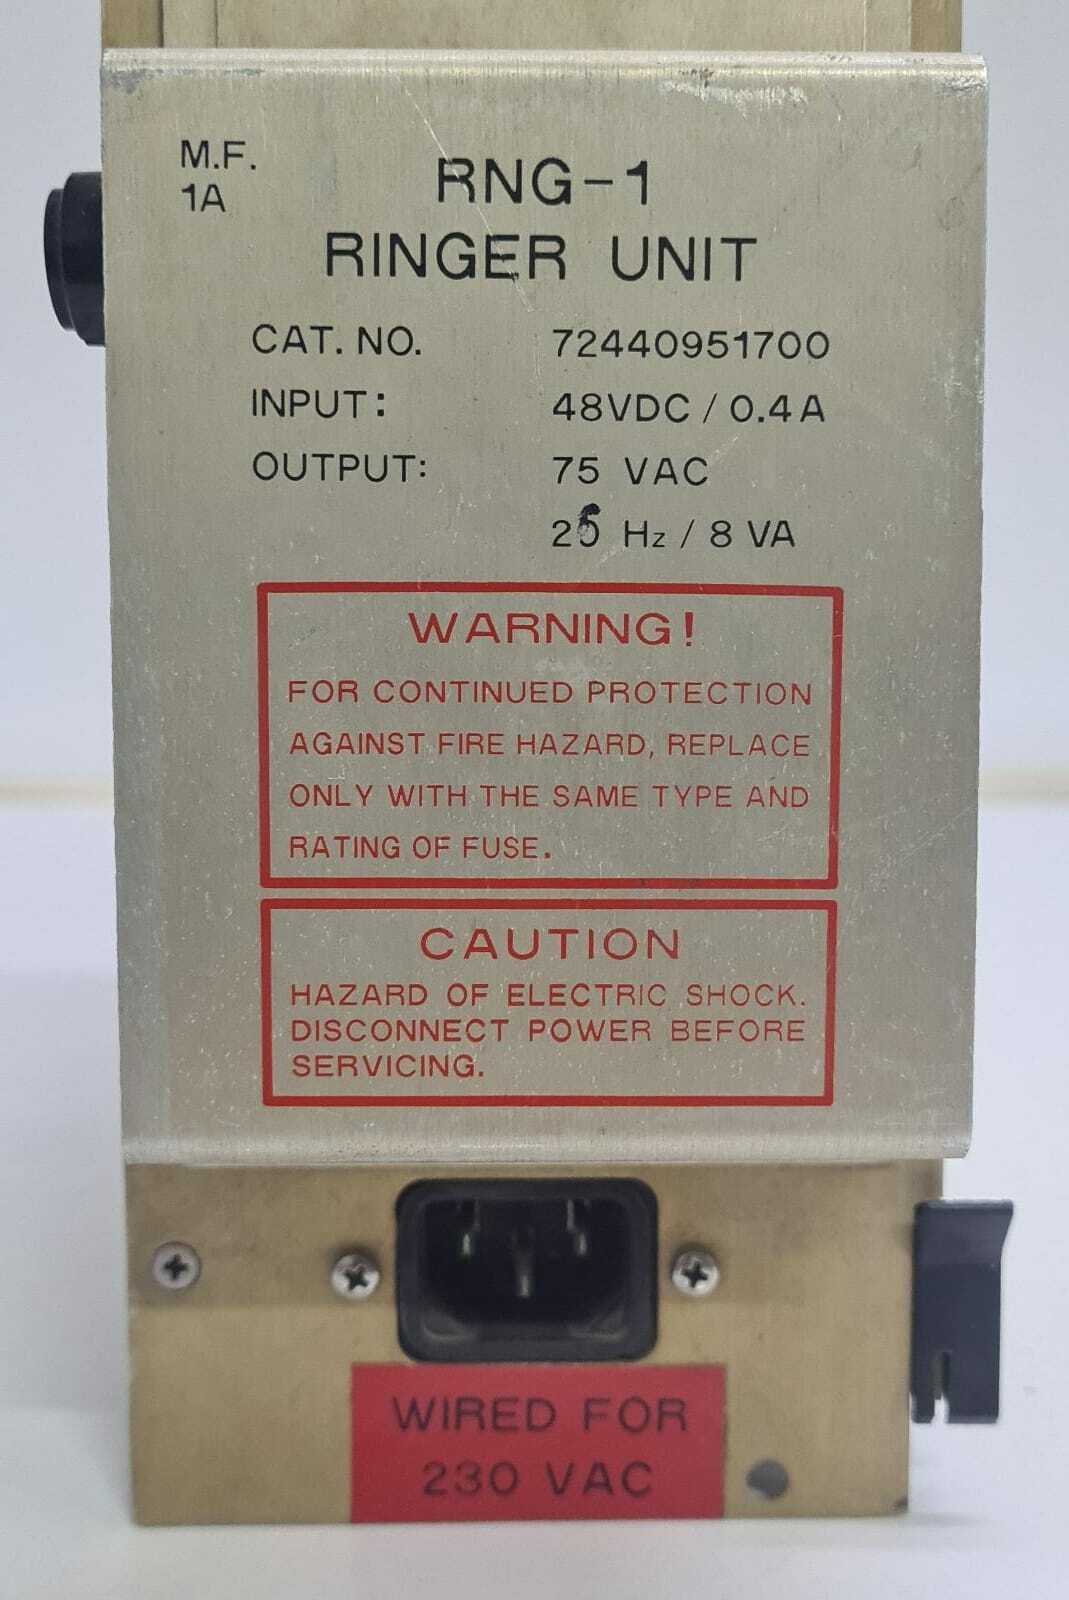 M.F.
1A
RNG-1
RINGER UNIT
CAT. NO. 72440951700
INPUT: 48VDC / 0.4A
OUTPUT: 75 VAC
Hz / 8 VA
WARNING!
FOR CONTINUED PROTECTION
AGAINST FIRE HAZARD, REPLACE
ONLY WITH THE SAME TYPE AND
RATING OF FUSE.
CAUTION
HAZARD OF ELECTRIC SHOCK.
DISCONNECT POWER BEFORE
SERVICING.
WIRED FOR
230 VAC